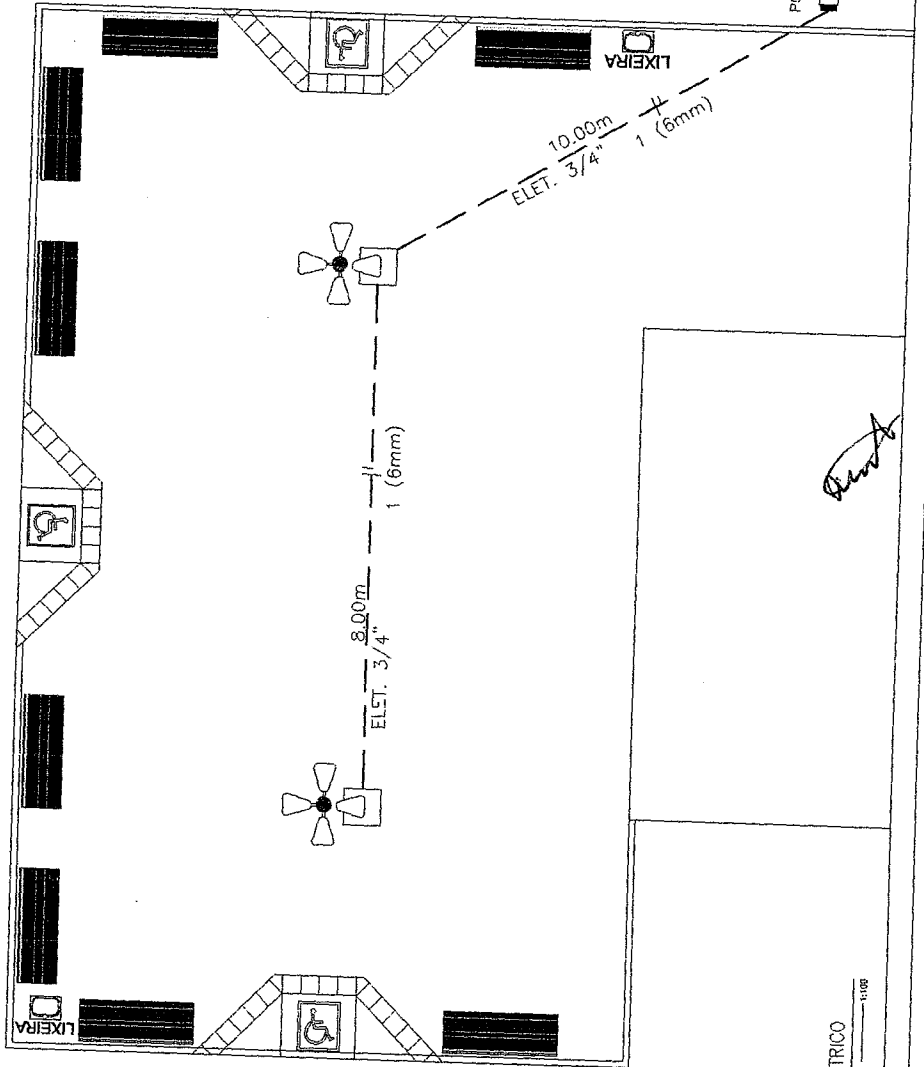 LIXEIRA
10.00m
ELET. 3/4"
1 (6mm)
1 (6mm)
8.00m
ELET. 3/4"
LIXEIRA
TRICO
1:100